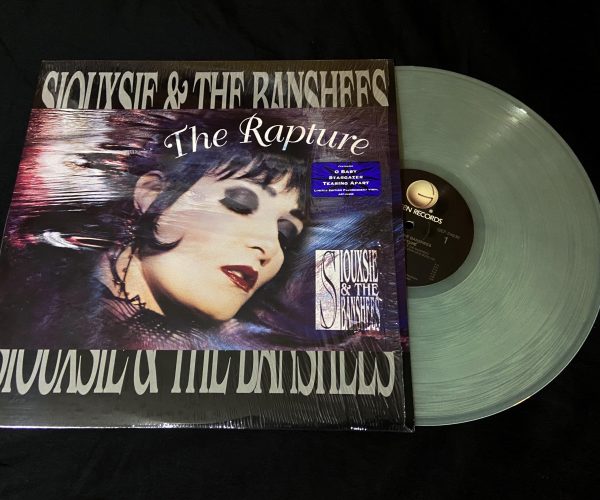 SIOUXSIE & THE BANSHEES
The Rapture
O Baby
Stargazer
Tearing Apart
SIOUXSIE
& THE
BANSHEES
1
SIOUXSIE & THE BANSHEES